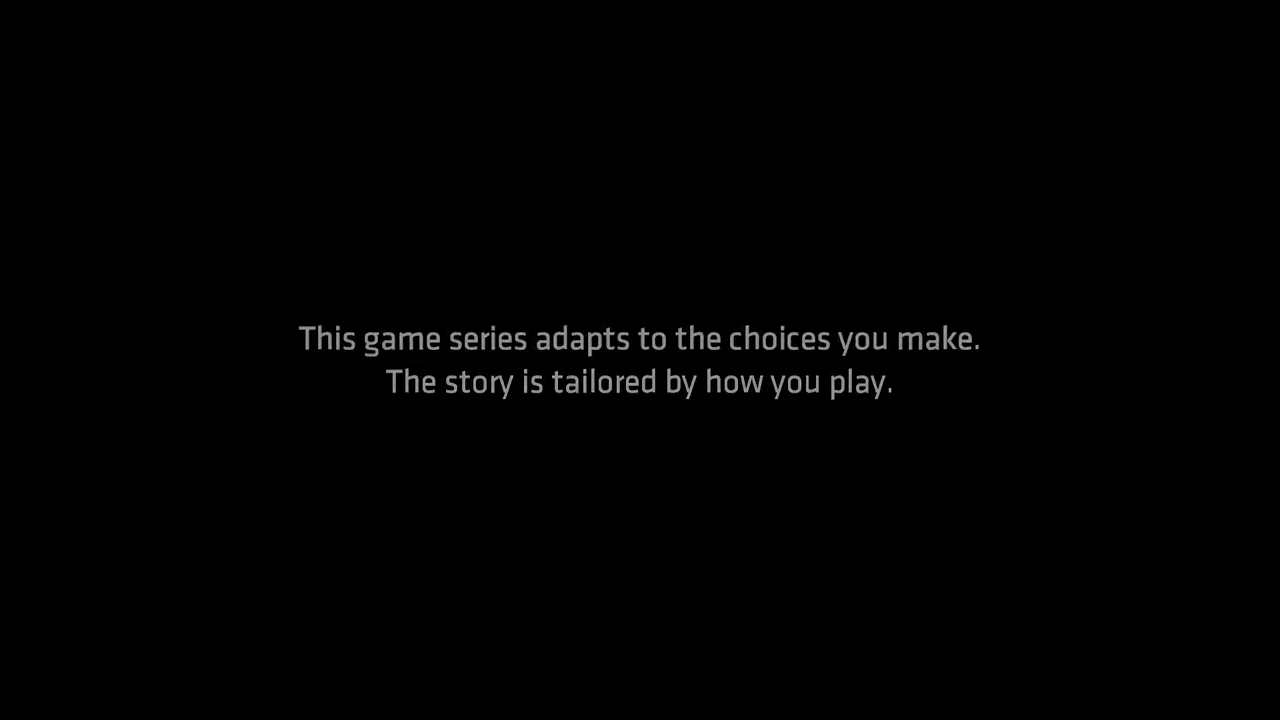 This game series adapts to the choices you make.
The story is tailored by how you play.